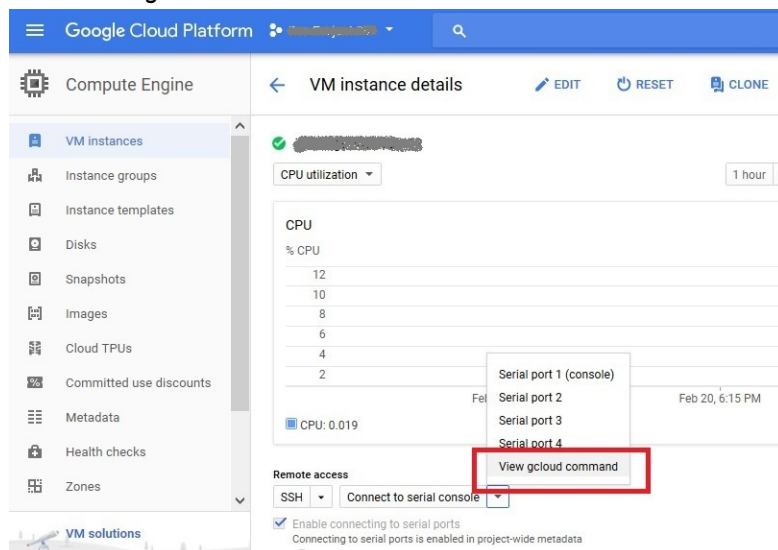 Google Cloud Platform
Compute Engine
VM instance details
EDIT
RESET
CLONE
VM instances
Instance groups
Instance templates
Disks
Snapshots
Images
Cloud TPUs
Committed use discounts
Metadata
Health checks
Zones
VM solutions
CPU utilization
1 hour
CPU
% CPU
12
10
8
6
4
2
Feb 20, 6:15 PM
CPU: 0.019
Serial port 1 (console)
Serial port 2
Serial port 3
Serial port 4
View gcloud command
Remote access
SSH
Connect to serial console
Enable connecting to serial ports
Connecting to serial ports is enabled in project-wide metadata